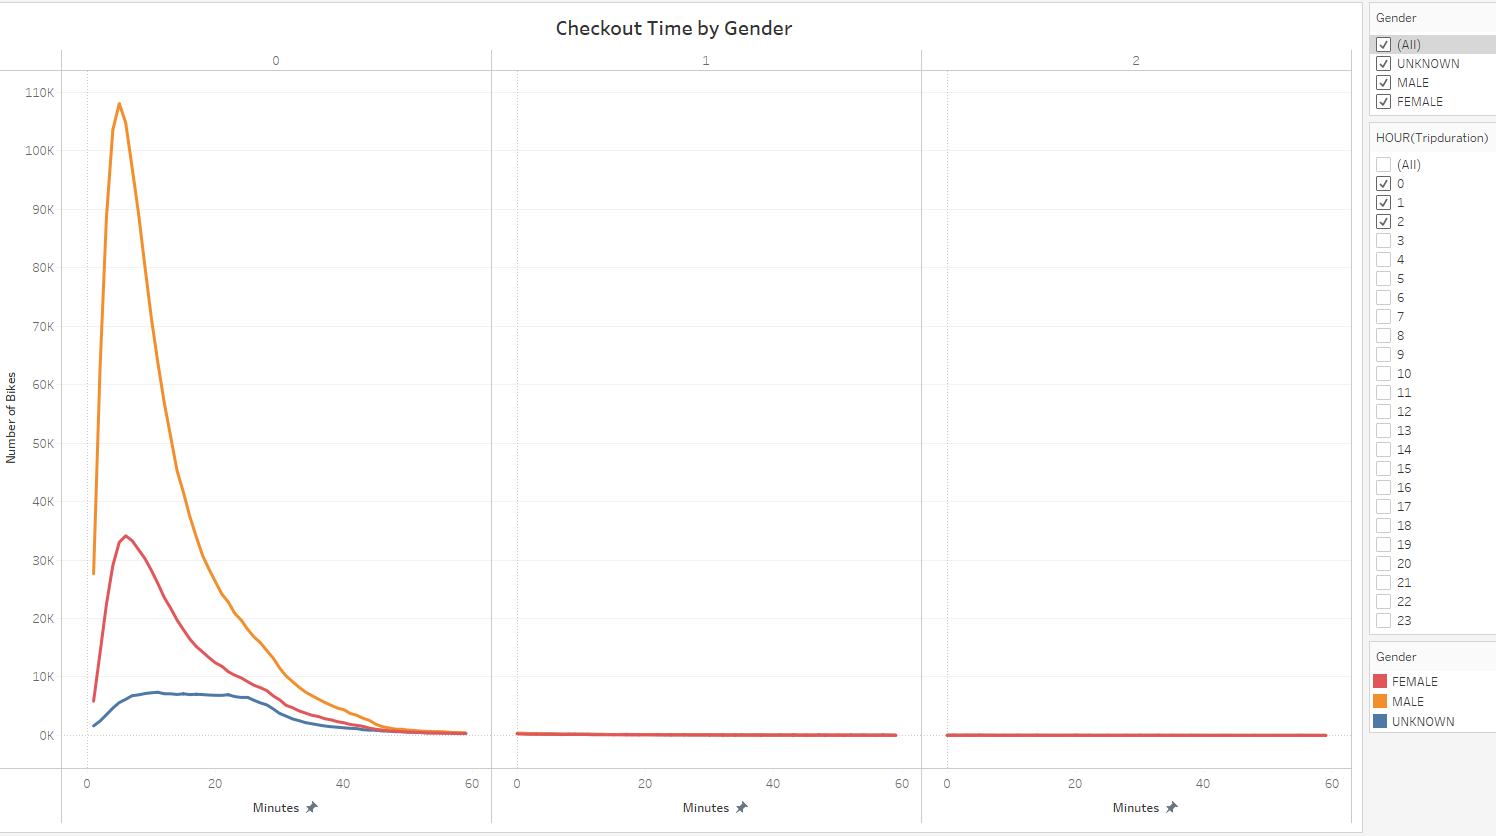 Checkout Time by Gender
0 1 2
110K
100K
90K
80K
70K
60K
50K
40K
30K
20K
10K
0K
Number of Bikes
0 20 40 60 0 20 40 60 0 20 40 60
Minutes Minutes Minutes
Gender
(All)
UNKNOWN
MALE
FEMALE
HOUR(Tripduration)
(All)
0
1
2
3
4
5
6
7
8
9
10
11
12
13
14
15
16
17
18
19
20
21
22
23
Gender
FEMALE
MALE
UNKNOWN